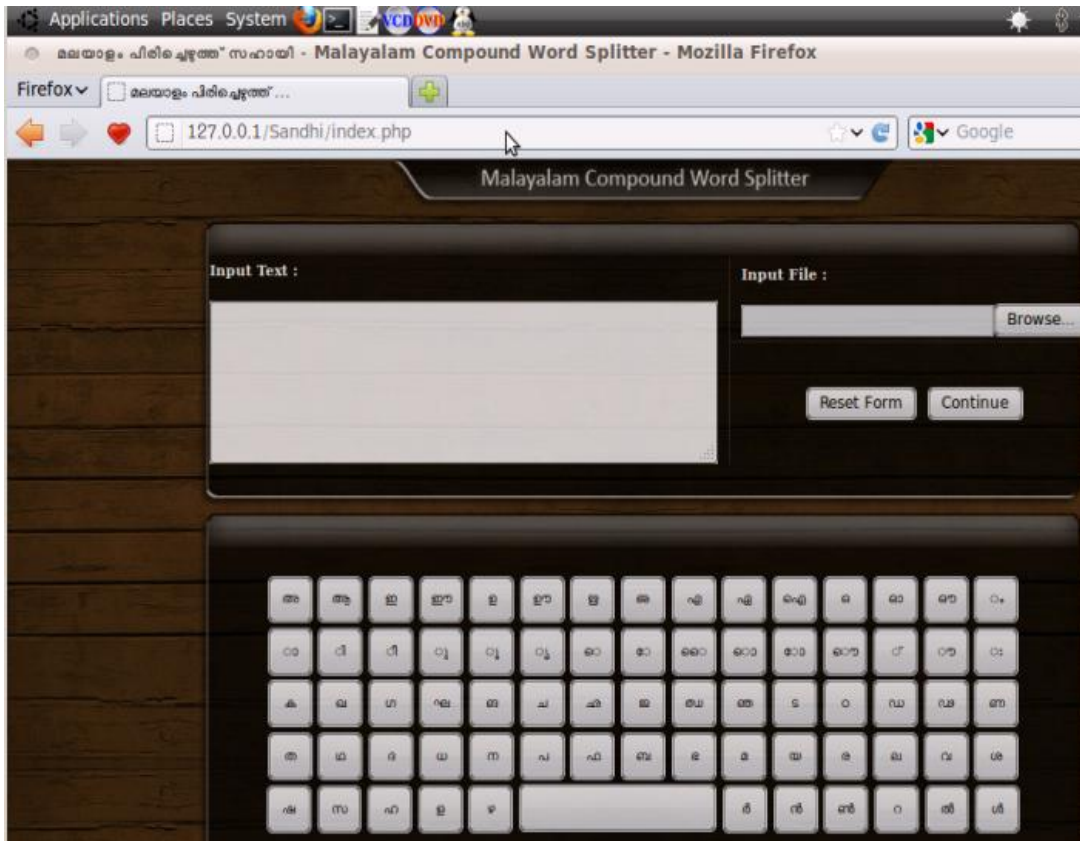 Applications Places System
മലയാളം പിരിച്ചെഴുത്ത് സഹായി - Malayalam Compound Word Splitter - Mozilla Firefox
Firefox മലയാളം പിരിച്ചെഴുത്ത് ...
127.0.0.1/Sandhi/index.php Google
Malayalam Compound Word Splitter
Input Text :
Input File :
Browse...
Reset Form Continue
അ ആ ഇ ഈ ഉ ഊ ഋ എ ഏ ഐ ഒ ഓ ഔ ം
ാ ി ീ ു ൂ ൃ െ േ ൈ ൊ ോ ൌ ് ൗ ഃ
ക ഖ ഗ ഘ ങ ച ഛ ജ ഝ ഞ ട ഠ ഡ ഢ ണ
ത ഥ ദ ധ ന പ ഫ ബ ഭ മ യ ര ല വ ശ
ഷ സ ഹ ള ഴ ർ ൻ ൺ റ ൽ ൾ